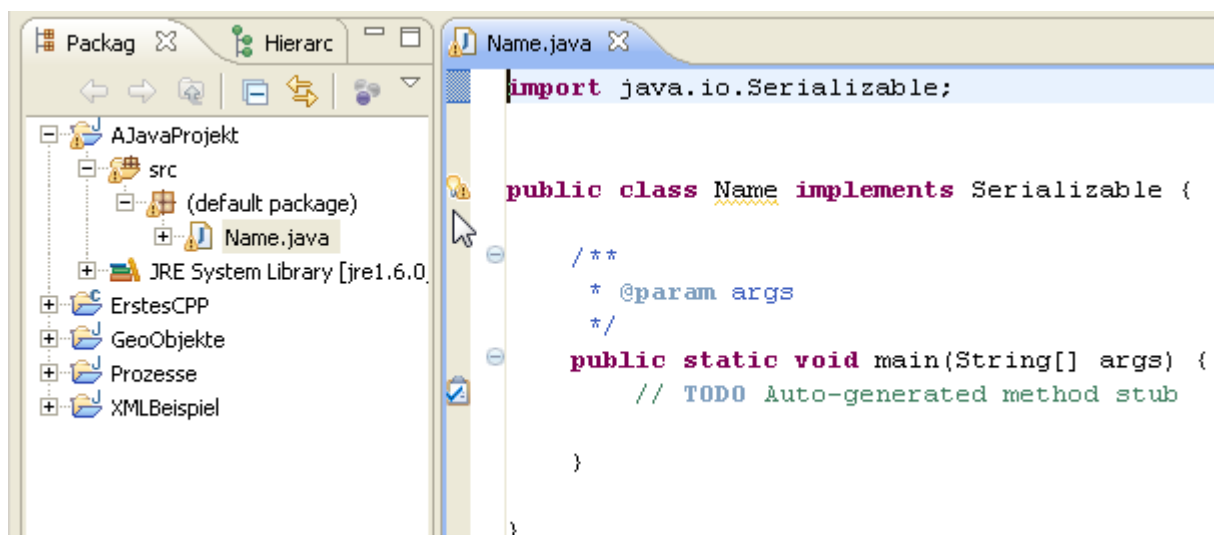 Packag
Hierarc
AJavaProjekt
src
(default package)
Name.java
JRE System Library [jre1.6.0_
ErstesCPP
GeoObjekte
Prozesse
XMLBeispiel
Name.java
import java.io.Serializable;
public class Name implements Serializable {
/**
* @param args
*/
public static void main(String[] args) {
// TODO Auto-generated method stub
}
}